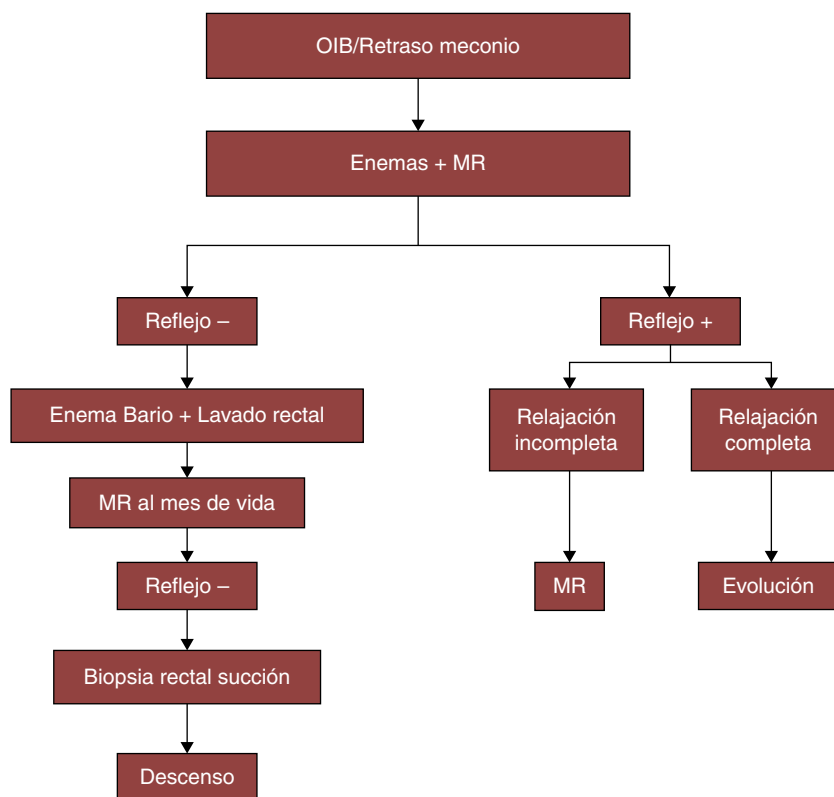 OIB/Retraso meconio
Enemas + MR
Reflejo –
Reflejo +
Enema Bario + Lavado rectal
Relajación
incompleta
Relajación
completa
MR al mes de vida
Reflejo –
MR
Evolución
Biopsia rectal succión
Descenso